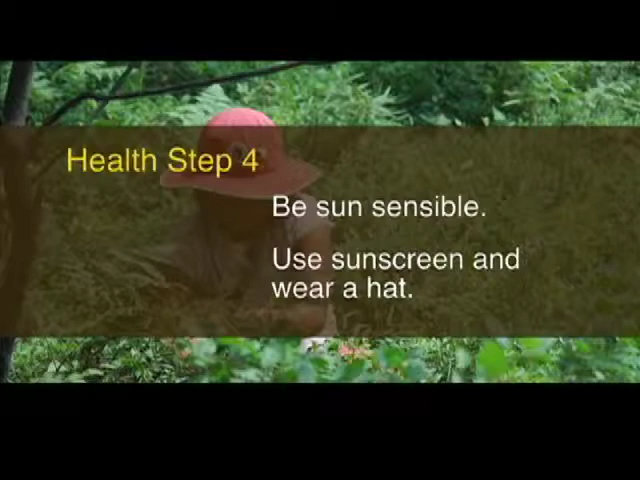 Health Step 4
Be sun sensible.
Use sunscreen and
wear a hat.